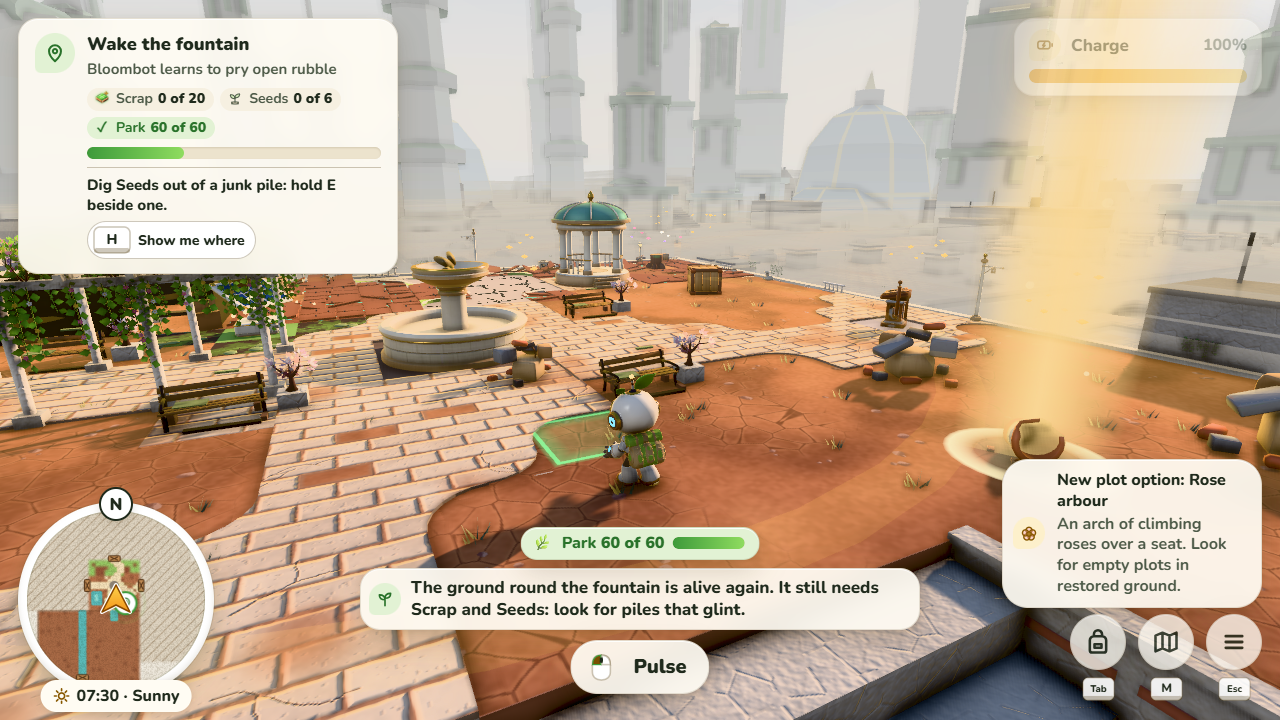 Wake the fountain
Bloombot learns to pry open rubble
Scrap 0 of 20 Seeds 0 of 6
Park 60 of 60
Dig Seeds out of a junk pile: hold E
beside one.
H Show me where
Charge 100%
N
07:30 · Sunny
Park 60 of 60
The ground round the fountain is alive again. It still needs
Scrap and Seeds: look for piles that glint.
Pulse
New plot option: Rose
arbour
An arch of climbing
roses over a seat. Look
for empty plots in
restored ground.
Tab M Esc